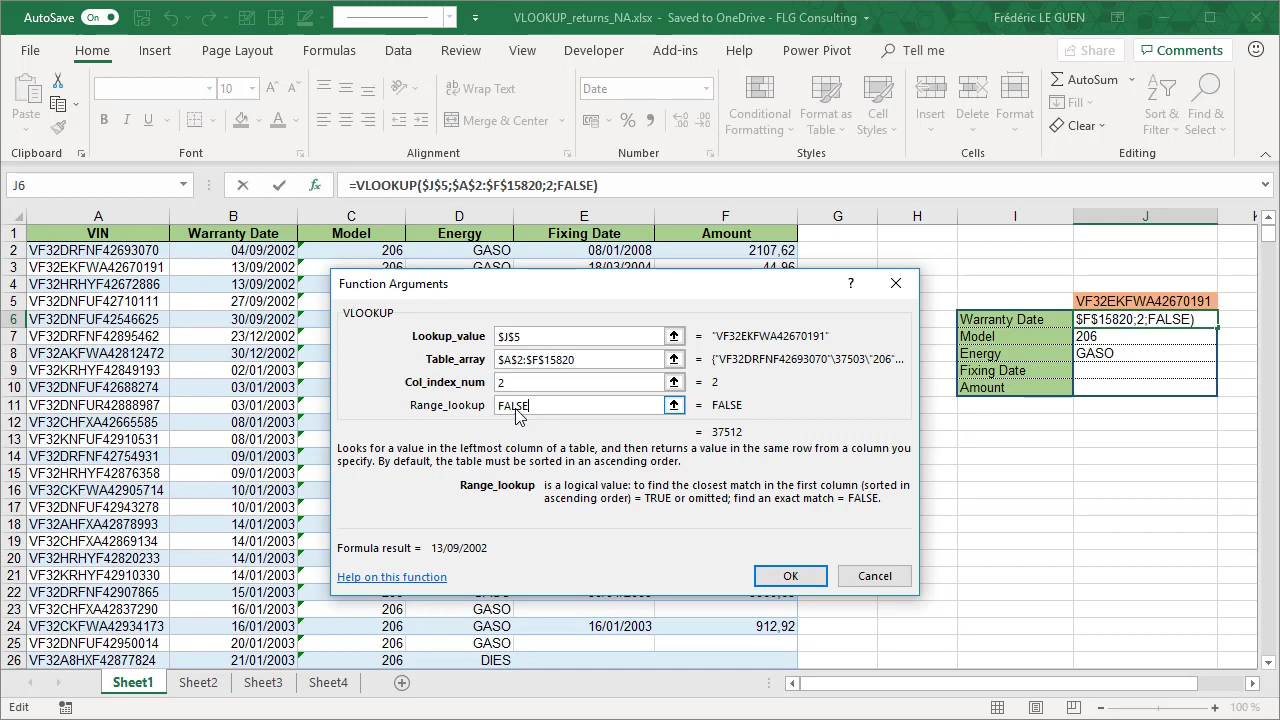 AutoSave On VLOOKUP_returns_NA.xlsx - Saved to OneDrive - FLG Consulting Frédéric LE GUEN
File Home Insert Page Layout Formulas Data Review View Developer Add-ins Help Power Pivot Tell me Share Comments
Paste 10 B I U A Wrap Text Merge & Center Date % Conditional Formatting Format as Table Cell Styles Insert Delete Format AutoSum Fill Clear Sort & Filter Find & Select
Clipboard Font Alignment Number Styles Cells Editing
J6 fx =VLOOKUP($J$5;$A$2:$F$15820;2;FALSE)
A B C D E F G H I J K
1 VIN Warranty Date Model Energy Fixing Date Amount
2 VF32DRFNF42693070 04/09/2002 206 GASO 08/01/2008 2107,62
3 VF32EKFWA42670191 13/09/2002 206 GASO 18/03/2004 44,96
4 VF32HRHYF42672886 13/09/2002
5 VF32DNFUF42710111 27/09/2002 VF32EKFWA42670191
6 VF32DNFUF42546625 30/09/2002 Warranty Date $F$15820;2;FALSE)
7 VF32DRFNF42895462 23/12/2002 Model 206
8 VF32EKFWA42812472 30/12/2002 Energy GASO
9 VF32KRHYF42849193 02/01/2003 Fixing Date
10 VF32DNFUF42688274 03/01/2003 Amount
11 VF32DNFUR42888987 03/01/2003
12 VF32CHFXA42665585 08/01/2003
13 VF32KNFUF42910531 08/01/2003
14 VF32DRFNF42754931 09/01/2003
15 VF32HRHYF42876358 09/01/2003
16 VF32CKFWA42905714 10/01/2003
17 VF32DNFUF42943278 10/01/2003
18 VF32AHFXA42878993 14/01/2003
19 VF32CHFXA42869134 14/01/2003
20 VF32HRHYF42820233 14/01/2003
21 VF32KRHYF42910330 14/01/2003
22 VF32DRFNF42907865 15/01/2003
23 VF32CHFXA42837290 16/01/2003 206 GASO
24 VF32CKFWA42934173 16/01/2003 206 GASO 16/01/2003 912,92
25 VF32DNFUF42950014 20/01/2003 206 GASO
26 VF32A8HXF42877824 21/01/2003 206 DIES
Function Arguments ?
VLOOKUP
Lookup_value $J$5 = "VF32EKFWA42670191"
Table_array $A$2:$F$15820 = {"VF32DRFNF42693070"\37503\"206"...
Col_index_num 2 = 2
Range_lookup FALSE = FALSE
= 37512
Looks for a value in the leftmost column of a table, and then returns a value in the same row from a column you
specify. By default, the table must be sorted in an ascending order.
Range_lookup is a logical value: to find the closest match in the first column (sorted in
ascending order) = TRUE or omitted; find an exact match = FALSE.
Formula result = 13/09/2002
Help on this function OK Cancel
Sheet1 Sheet2 Sheet3 Sheet4
Edit 100 %